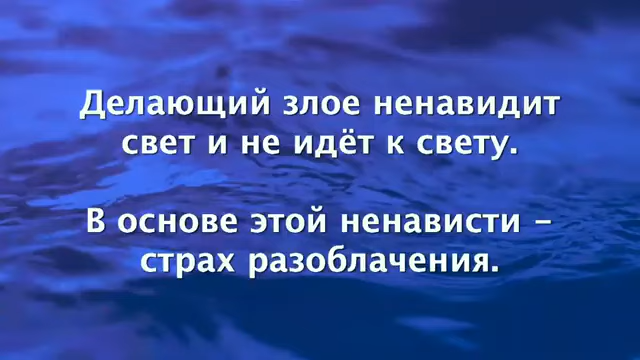 Делающий злое ненавидит
свет и не идёт к свету.
В основе этой ненависти –
страх разоблачения.